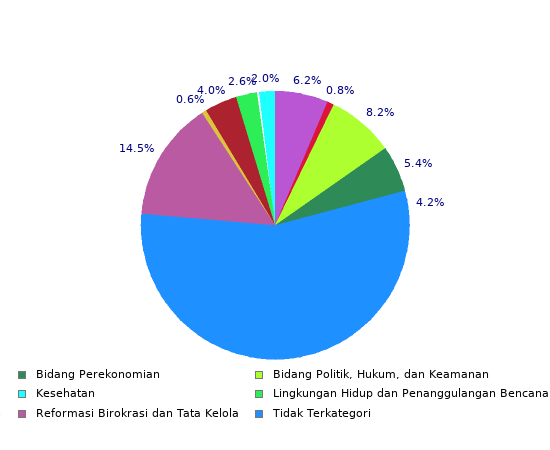 2.0%
6.2%
2.6%
4.0%
0.8%
0.6%
8.2%
14.5%
5.4%
4.2%
Bidang Perekonomian
Bidang Politik, Hukum, dan Keamanan
Kesehatan
Lingkungan Hidup dan Penanggulangan Bencana
Reformasi Birokrasi dan Tata Kelola
Tidak Terkategori